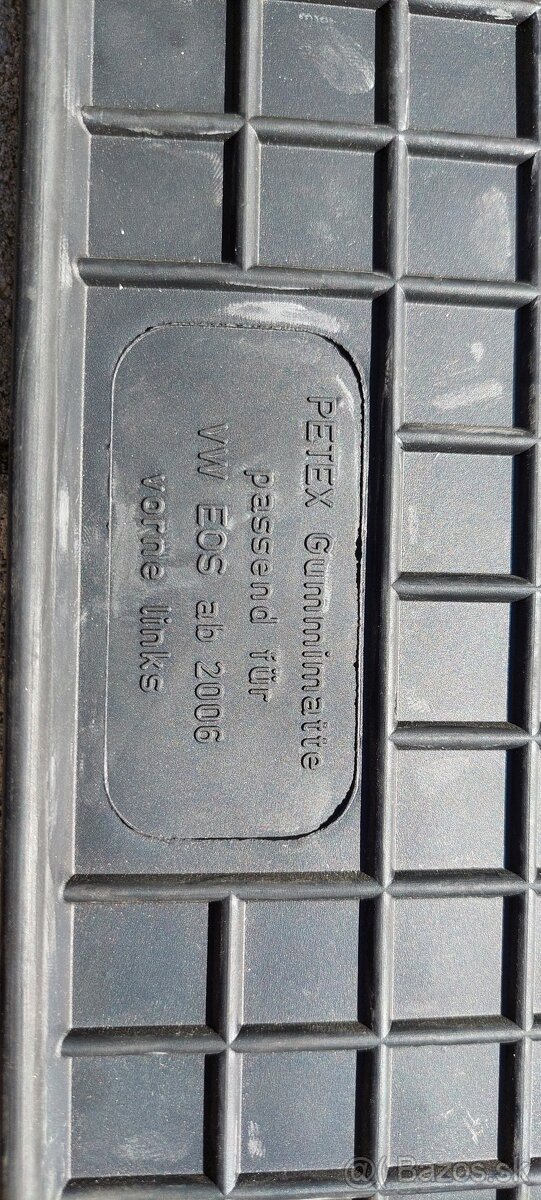 PETEX Gummimatte
passend für
VW EOS ab 2006
vorne links
Bazos.sk